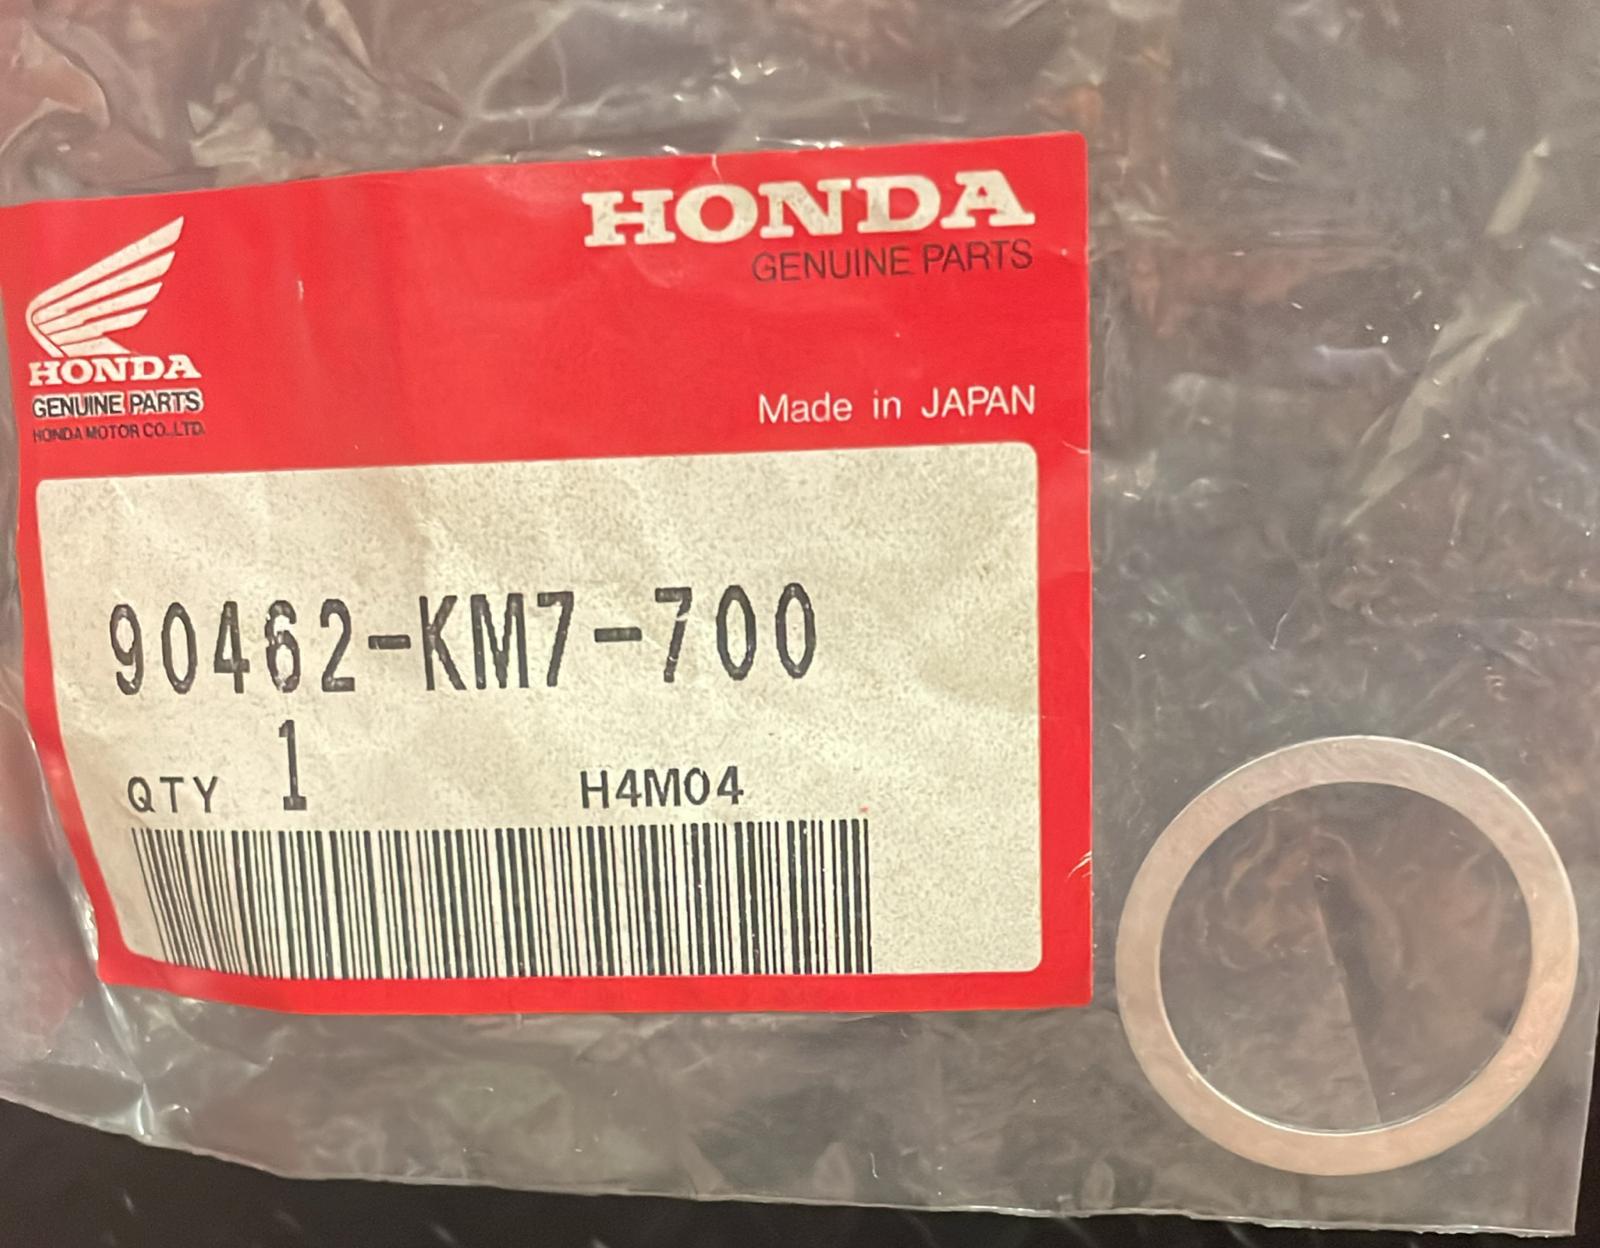 HONDA
GENUINE PARTS
HONDA
GENUINE PARTS
HONDA MOTOR CO.,LTD.
Made in JAPAN
90462-KM7-700
QTY 1 H4M04